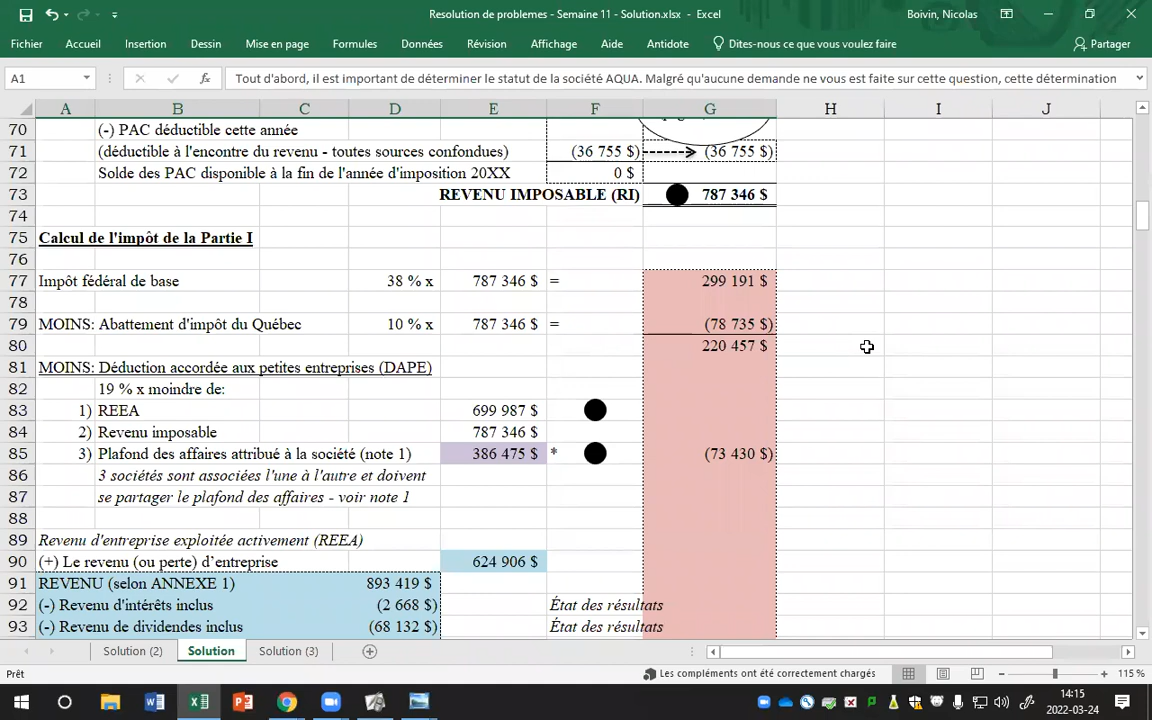 Resolution de problemes - Semaine 11 - Solution.xlsx - Excel
Boivin, Nicolas
Fichier Accueil Insertion Dessin Mise en page Formules Données Révision Affichage Aide Antidote Dites-nous ce que vous voulez faire Partager
A1 fx Tout d'abord, il est important de déterminer le statut de la société AQUA. Malgré qu'aucune demande ne vous est faite sur cette question, cette détermination
A B C D E F G H I J
70 (-) PAC déductible cette année
71 (déductible à l'encontre du revenu - toutes sources confondues) (36 755 $) (36 755 $)
72 Solde des PAC disponible à la fin de l'année d'imposition 20XX 0 $
73 REVENU IMPOSABLE (RI) 787 346 $
74
75 Calcul de l'impôt de la Partie I
76
77 Impôt fédéral de base 38 % x 787 346 $ = 299 191 $
78
79 MOINS: Abattement d'impôt du Québec 10 % x 787 346 $ = (78 735 $)
80 220 457 $
81 MOINS: Déduction accordée aux petites entreprises (DAPE)
82 19 % x moindre de:
83 1) REEA 699 987 $
84 2) Revenu imposable 787 346 $
85 3) Plafond des affaires attribué à la société (note 1) 386 475 $ * (73 430 $)
86 3 sociétés sont associées l'une à l'autre et doivent
87 se partager le plafond des affaires - voir note 1
88
89 Revenu d'entreprise exploitée activement (REEA)
90 (+) Le revenu (ou perte) d'entreprise 624 906 $
91 REVENU (selon ANNEXE 1) 893 419 $
92 (-) Revenu d'intérêts inclus (2 668 $) État des résultats
93 (-) Revenu de dividendes inclus (68 132 $) État des résultats
Solution (2) Solution Solution (3)
Prêt Les compléments ont été correctement chargés 115 %
14:15
2022-03-24